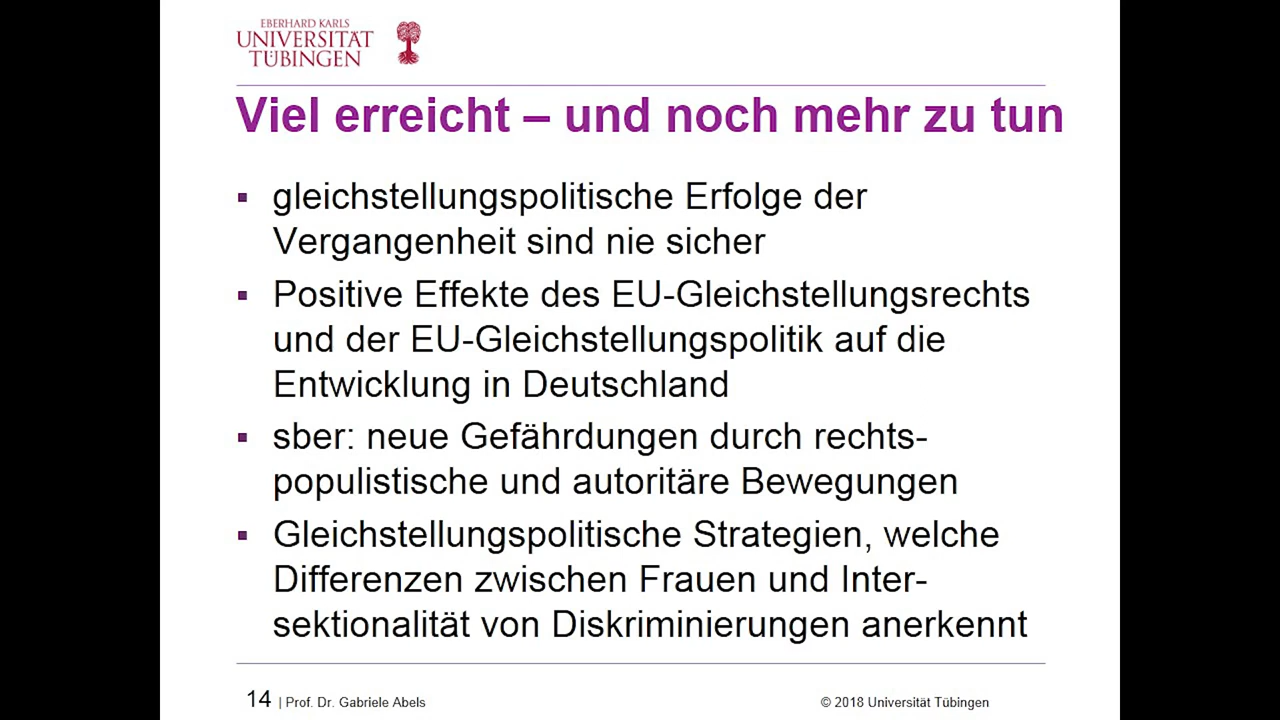 EBERHARD KARLS
UNIVERSITÄT
TÜBINGEN
Viel erreicht – und noch mehr zu tun
▪ gleichstellungspolitische Erfolge der
Vergangenheit sind nie sicher
▪ Positive Effekte des EU-Gleichstellungsrechts
und der EU-Gleichstellungspolitik auf die
Entwicklung in Deutschland
▪ sber: neue Gefährdungen durch rechts-
populistische und autoritäre Bewegungen
▪ Gleichstellungspolitische Strategien, welche
Differenzen zwischen Frauen und Inter-
sektionalität von Diskriminierungen anerkennt
14 | Prof. Dr. Gabriele Abels
© 2018 Universität Tübingen